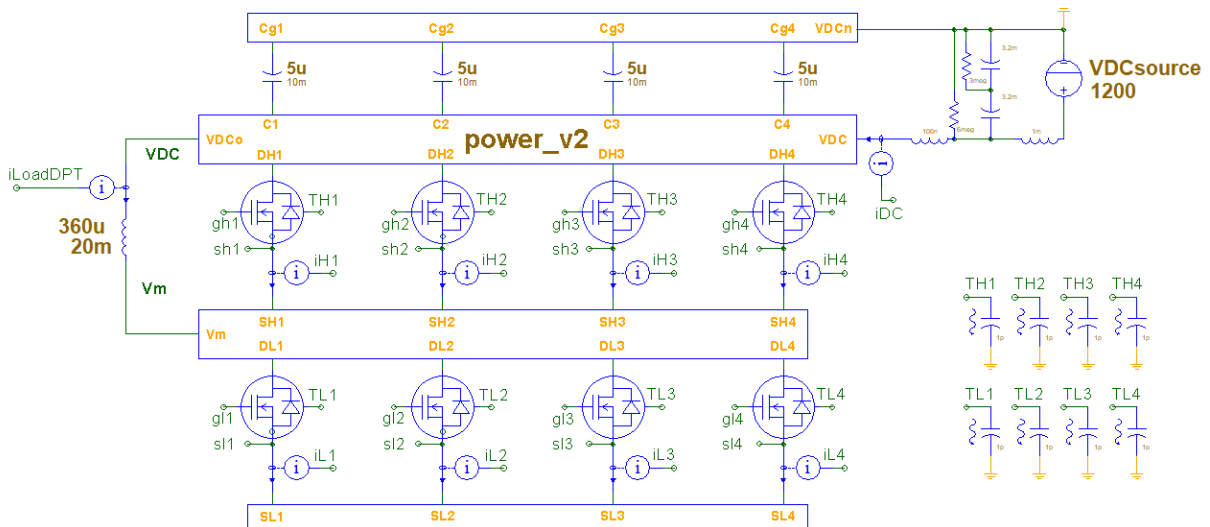 Cg1 Cg2 Cg3 Cg4 VDCn
5u 5u 5u 5u
10m 10m 10m 10m
3.2m
3meg
VDCsource
1200
3.2m
6meg
C1 C2 C3 C4
VDCo power_v2 VDC
100n 1m
VDC
DH1 DH2 DH3 DH4
iLoadDPT i
i
iDC
TH1 TH2 TH3 TH4
gh1 gh2 gh3 gh4
360u
20m
sh1 sh2 sh3 sh4
i iH1 i iH2 i iH3 i iH4
Vm
TH1 TH2 TH3 TH4
1p 1p 1p 1p
SH1 SH2 SH3 SH4
Vm
DL1 DL2 DL3 DL4
TL1 TL2 TL3 TL4
gl1 gl2 gl3 gl4
TL1 TL2 TL3 TL4
1p 1p 1p 1p
sl1 sl2 sl3 sl4
i iL1 i iL2 i iL3 i iL4
SL1 SL2 SL3 SL4